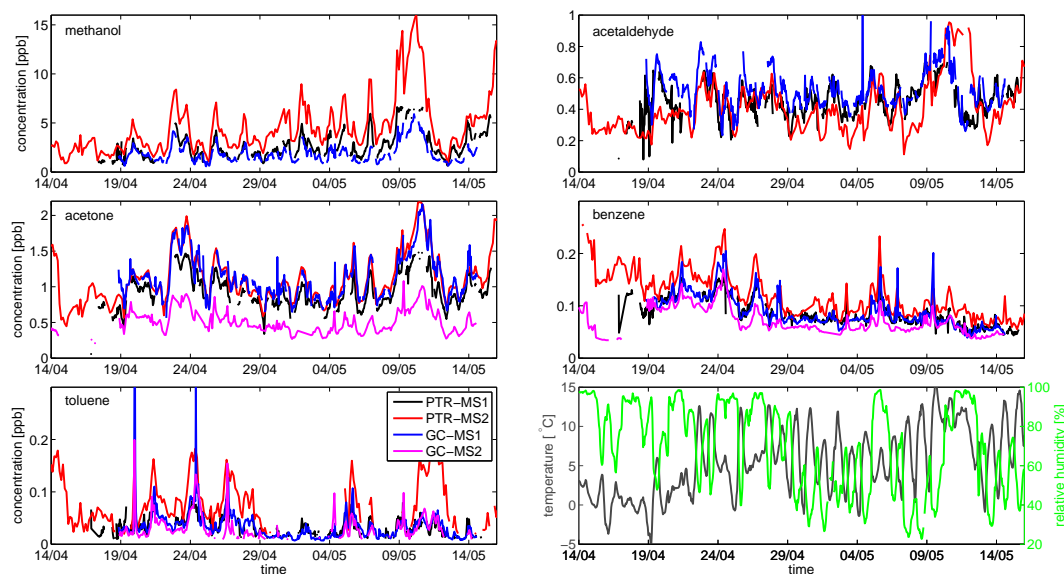 methanol
concentration [ppb]
15
10
5
0
14/04 19/04 24/04 29/04 04/05 09/05 14/05
acetaldehyde
1
0.8
0.6
0.4
0.2
0
14/04 19/04 24/04 29/04 04/05 09/05 14/05
acetone
concentration [ppb]
2
1.5
1
0.5
0
14/04 19/04 24/04 29/04 04/05 09/05 14/05
benzene
0.2
0.1
0
14/04 19/04 24/04 29/04 04/05 09/05 14/05
toluene
concentration [ppb]
0.2
0.1
0
PTR−MS1
PTR−MS2
GC−MS1
GC−MS2
14/04 19/04 24/04 29/04 04/05 09/05 14/05
time
temperature [ °C]
15
10
5
0
−5
14/04 19/04 24/04 29/04 04/05 09/05 14/05
time
100
80
60
40
20
relative humidity [%]